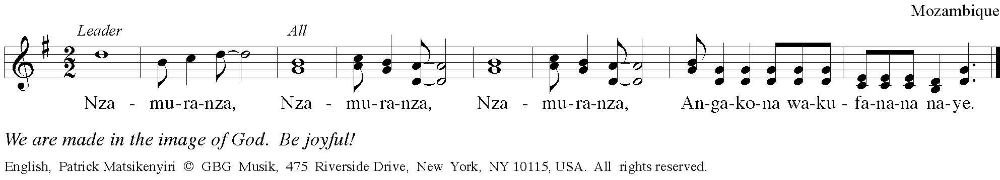 Mozambique
Leader All
2
2
Nza - mu-ra-nza, Nza - mu-ra-nza, Nza - mu-ra-nza, An-ga-ko-na wa-ku - fa-na-na na-ye.
We are made in the image of God. Be joyful!
English, Patrick Matsikenyiri © GBG Musik, 475 Riverside Drive, New York, NY 10115, USA. All rights reserved.